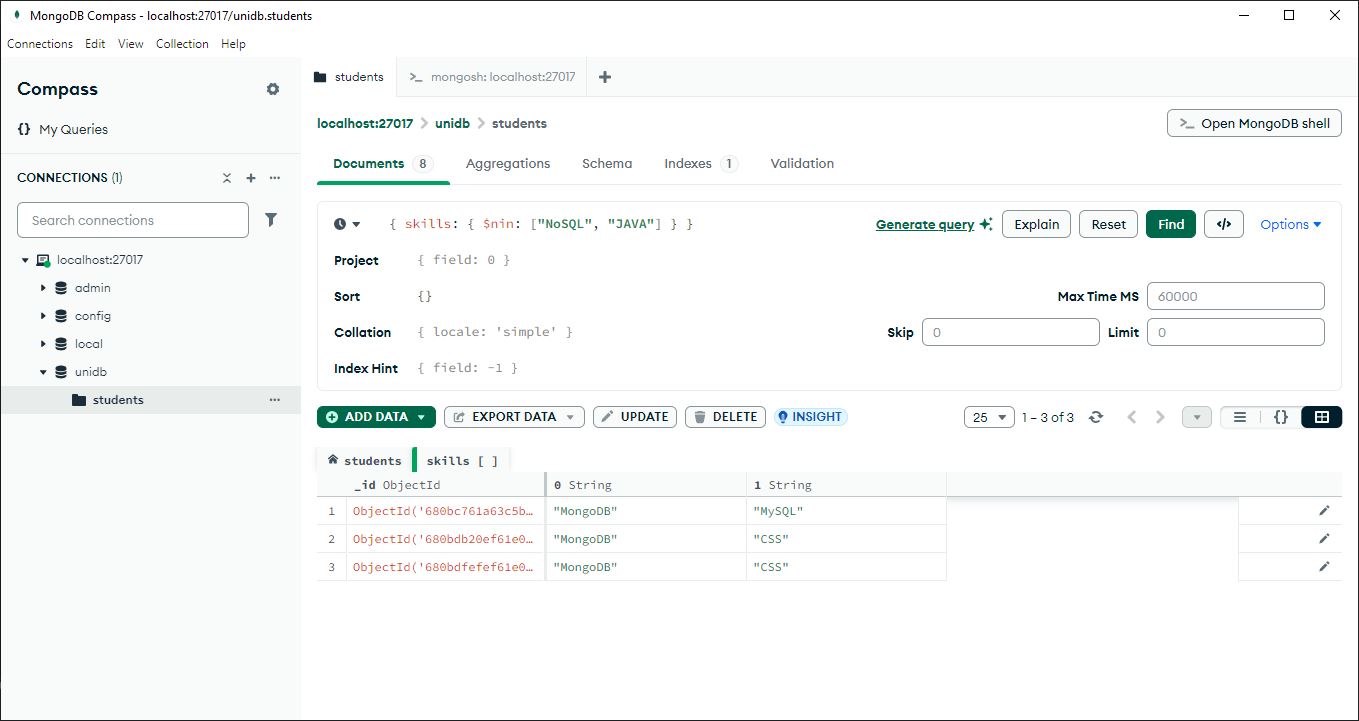 MongoDB Compass - localhost:27017/unidb.students
Connections Edit View Collection Help
Compass
{} My Queries
CONNECTIONS (1)
Search connections
localhost:27017
admin
config
local
unidb
students
students
>_ mongosh: localhost:27017
localhost:27017 > unidb > students
>_ Open MongoDB shell
Documents 8 Aggregations Schema Indexes 1 Validation
{ skills: { $nin: ["NoSQL", "JAVA"] } }
Generate query Explain Reset Find </> Options
Project { field: 0 }
Sort {}
Max Time MS 60000
Collation { locale: 'simple' }
Skip 0 Limit 0
Index Hint { field: -1 }
ADD DATA EXPORT DATA UPDATE DELETE INSIGHT
25 1 – 3 of 3 {}
students skills [ ]
_id ObjectId 0 String 1 String
1 ObjectId('680bc761a63c5b… "MongoDB" "MySQL"
2 ObjectId('680bdb20ef61e0… "MongoDB" "CSS"
3 ObjectId('680bdfefef61e0… "MongoDB" "CSS"